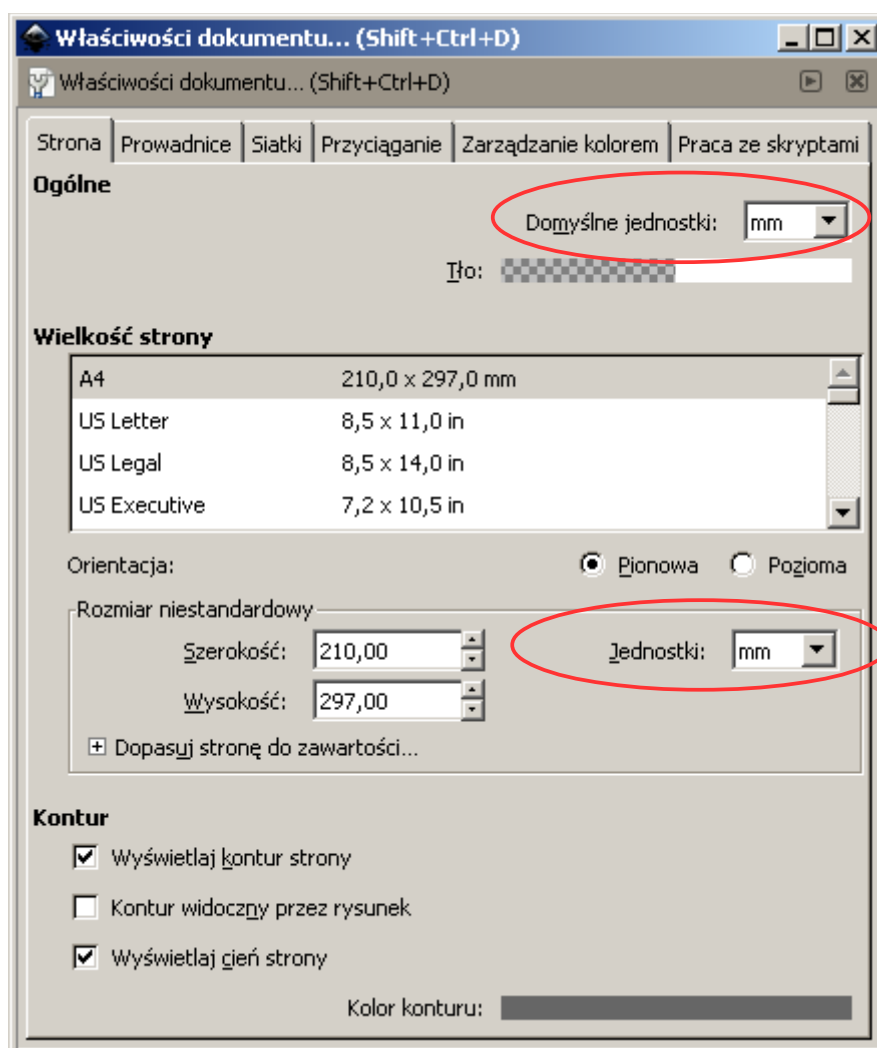 Właściwości dokumentu... (Shift+Ctrl+D)
Właściwości dokumentu... (Shift+Ctrl+D)
Strona Prowadnice Siatki Przyciąganie Zarządzanie kolorem Praca ze skryptami
Ogólne
Domyślne jednostki: mm
Tło:
Wielkość strony
A4 210,0 x 297,0 mm
US Letter 8,5 x 11,0 in
US Legal 8,5 x 14,0 in
US Executive 7,2 x 10,5 in
Orientacja: Pionowa Pozioma
Rozmiar niestandardowy
Szerokość: 210,00 Jednostki: mm
Wysokość: 297,00
Dopasuj stronę do zawartości...
Kontur
Wyświetlaj kontur strony
Kontur widoczny przez rysunek
Wyświetlaj cień strony
Kolor konturu: